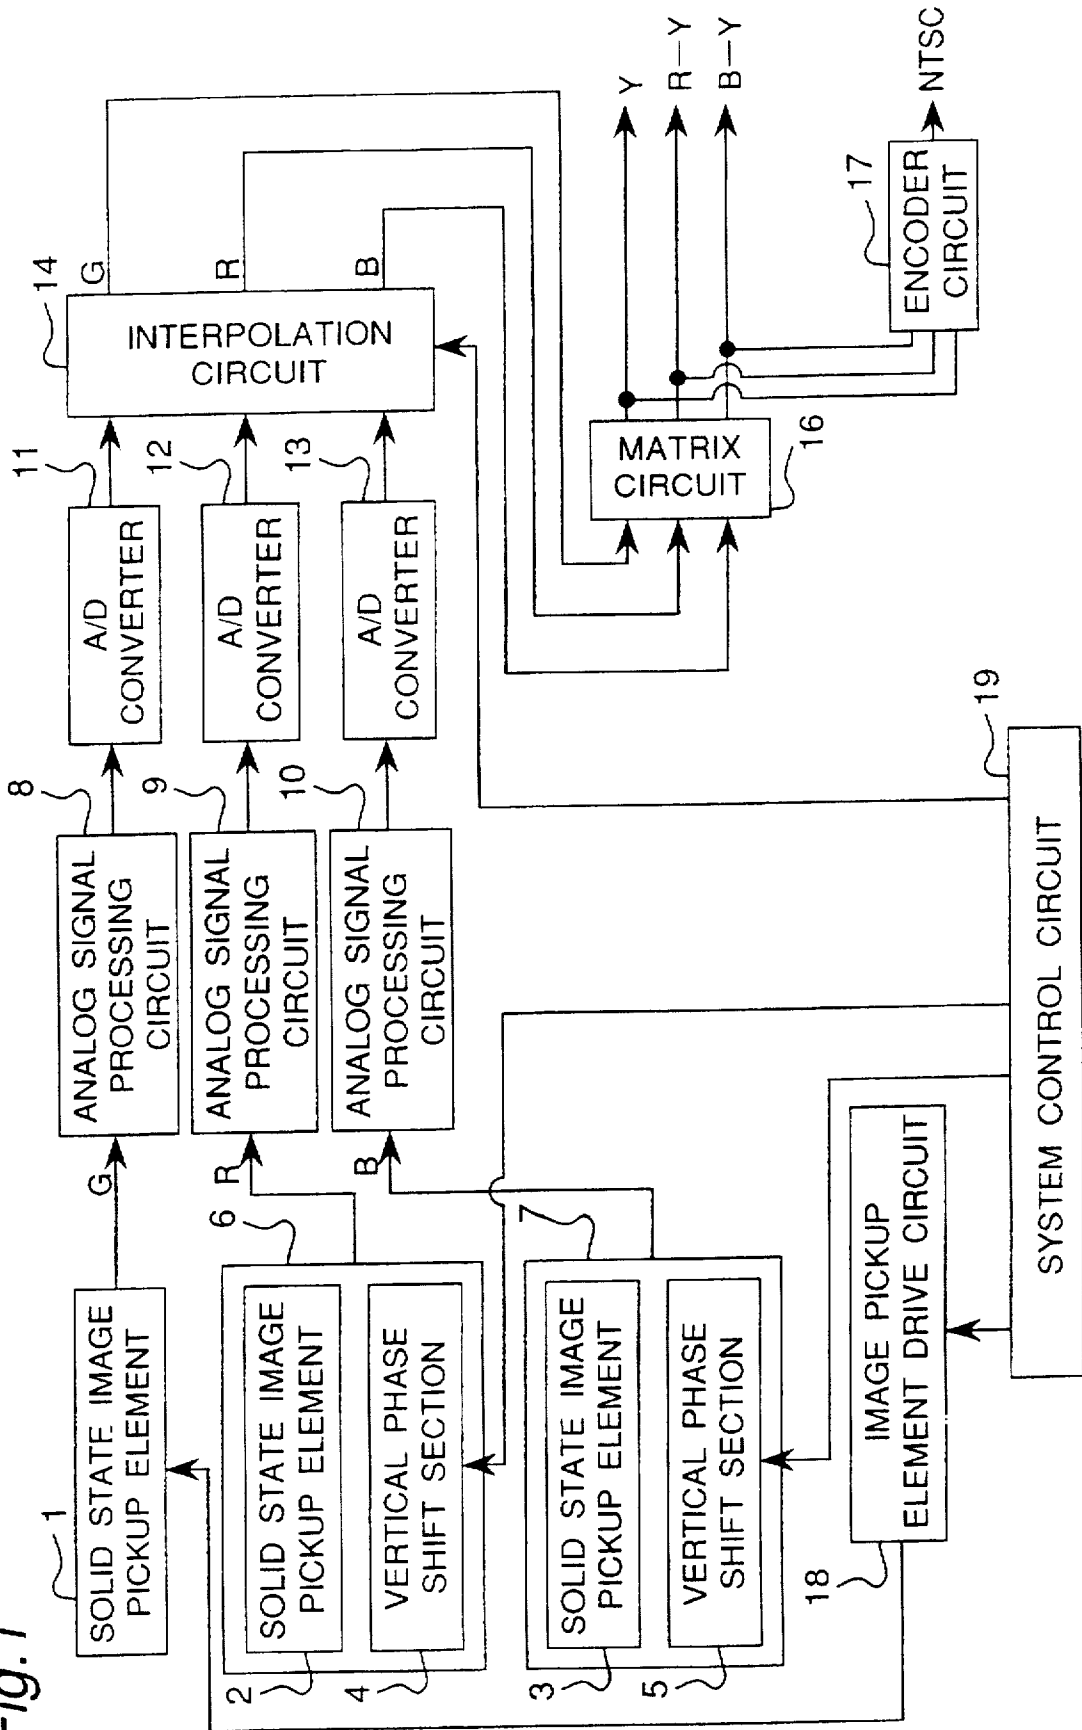 Fig. 1
1
SOLID STATE IMAGE
PICKUP ELEMENT
G
8
ANALOG SIGNAL
PROCESSING
CIRCUIT
11
A/D
CONVERTER
14
INTERPOLATION
CIRCUIT
G
R
B
6
2
SOLID STATE IMAGE
PICKUP ELEMENT
4
VERTICAL PHASE
SHIFT SECTION
R
9
ANALOG SIGNAL
PROCESSING
CIRCUIT
12
A/D
CONVERTER
7
3
SOLID STATE IMAGE
PICKUP ELEMENT
5
VERTICAL PHASE
SHIFT SECTION
B
10
ANALOG SIGNAL
PROCESSING
CIRCUIT
13
A/D
CONVERTER
MATRIX
CIRCUIT
16
Y
R-Y
B-Y
17
ENCODER
CIRCUIT
NTSC
18
IMAGE PICKUP
ELEMENT DRIVE CIRCUIT
19
SYSTEM CONTROL CIRCUIT